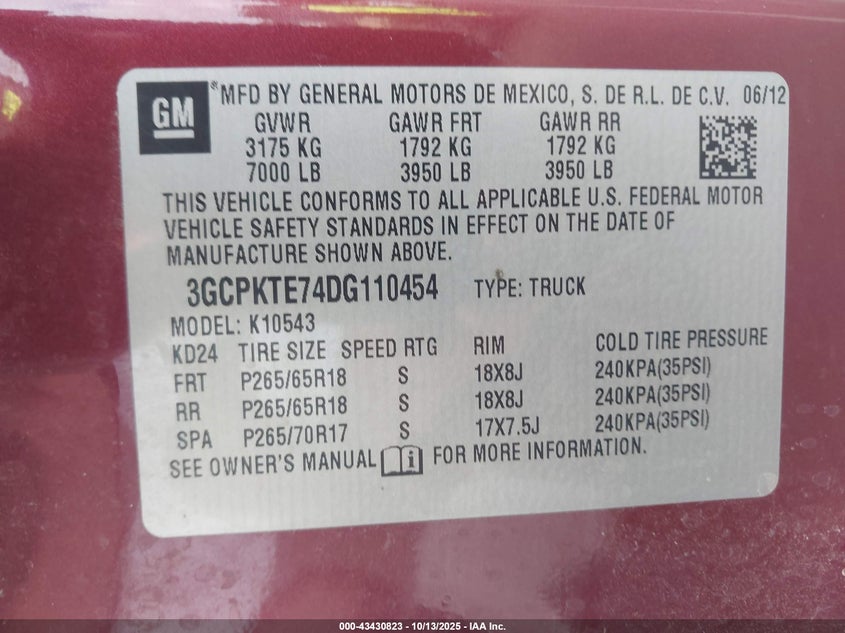 GM
*MFD BY GENERAL MOTORS DE MEXICO, S. DE R.L. DE C.V. 06/12
GVWR GAWR FRT GAWR RR
3175 KG 1792 KG 1792 KG
7000 LB 3950 LB 3950 LB
THIS VEHICLE CONFORMS TO ALL APPLICABLE U.S. FEDERAL MOTOR
VEHICLE SAFETY STANDARDS IN EFFECT ON THE DATE OF
MANUFACTURE SHOWN ABOVE.
3GCPKTE74DG110454 TYPE: TRUCK
MODEL: K10543
KD24 TIRE SIZE SPEED RTG RIM COLD TIRE PRESSURE
FRT P265/65R18 S 18X8J 240KPA(35PSI)
RR P265/65R18 S 18X8J 240KPA(35PSI)
SPA P265/70R17 S 17X7.5J 240KPA(35PSI)
SEE OWNER'S MANUAL i FOR MORE INFORMATION.
000-43430823 - 10/13/2025 - IAA Inc.